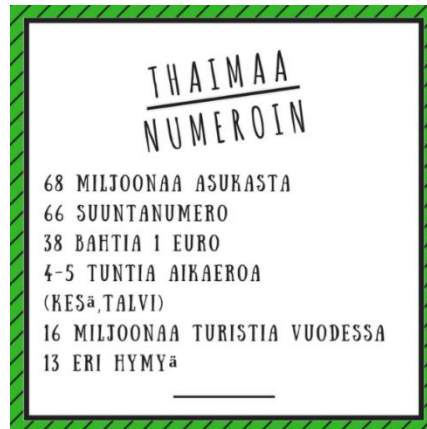 THAIMAA
NUMEROIN
68 MILJOONAA ASUKASTA
66 SUUNTANUMERO
38 BAHTIA 1 EURO
4-5 TUNTIA AIKAEROA
(KESä,TALVI)
16 MILJOONAA TURISTIA VUODESSA
13 ERI HYMYä